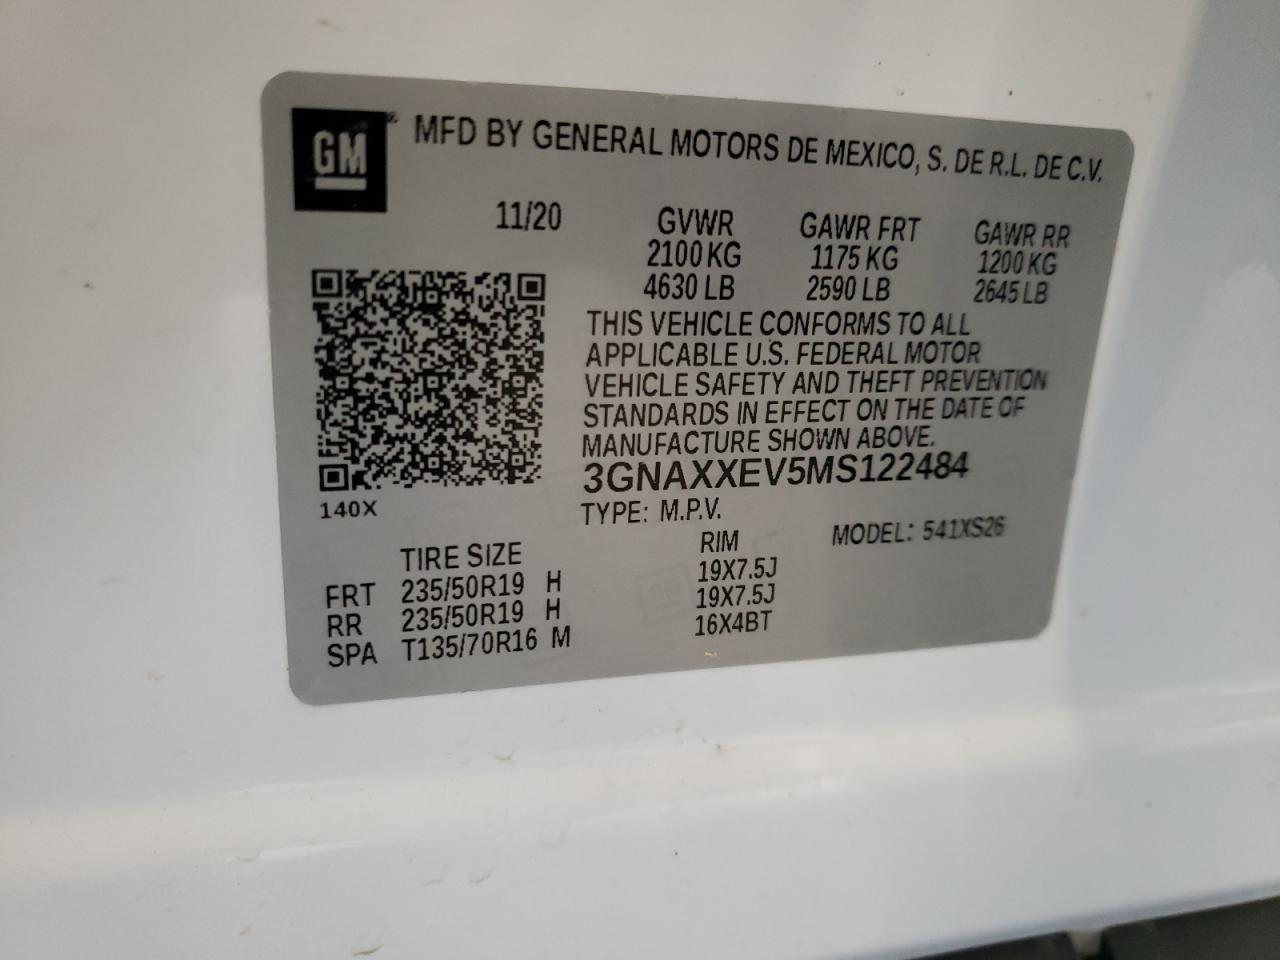 GM ® MFD BY GENERAL MOTORS DE MEXICO, S. DE R.L. DE C.V.
11/20 GVWR GAWR FRT GAWR RR
2100 KG 1175 KG 1200 KG
4630 LB 2590 LB 2645 LB
THIS VEHICLE CONFORMS TO ALL
APPLICABLE U.S. FEDERAL MOTOR
VEHICLE SAFETY AND THEFT PREVENTION
STANDARDS IN EFFECT ON THE DATE OF
MANUFACTURE SHOWN ABOVE.
3GNAXXEV5MS122484
140X TYPE: M.P.V. MODEL: 541XS26
TIRE SIZE RIM
FRT 235/50R19 H 19X7.5J
RR 235/50R19 H 19X7.5J
SPA T135/70R16 M 16X4BT